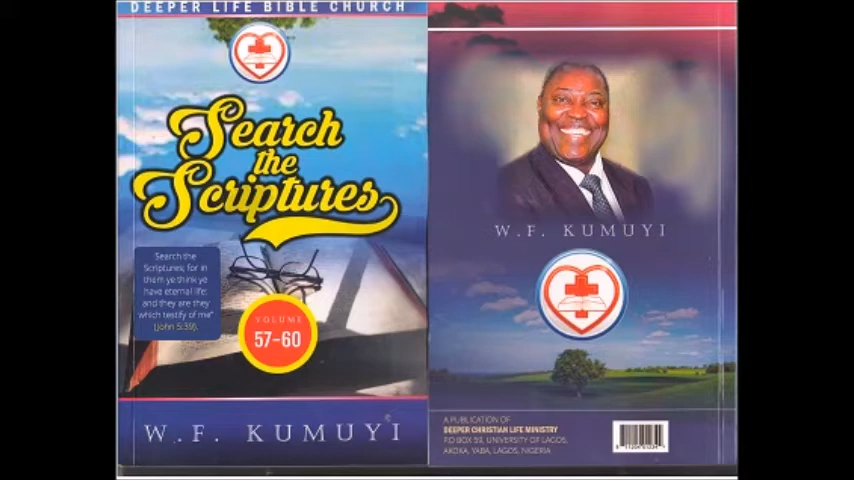 DEEPER LIFE BIBLE CHURCH
Search
the
Scriptures
Search the
Scriptures; for in
them ye think ye
have eternal life:
and they are they
which testify of me"
(John 5:39).
VOLUME
57-60
W.F. KUMUYI
W.F. KUMUYI
A PUBLICATION OF
DEEPER CHRISTIAN LIFE MINISTRY
P.O BOX 59, UNIVERSITY OF LAGOS,
AKOKA, YABA, LAGOS, NIGERIA